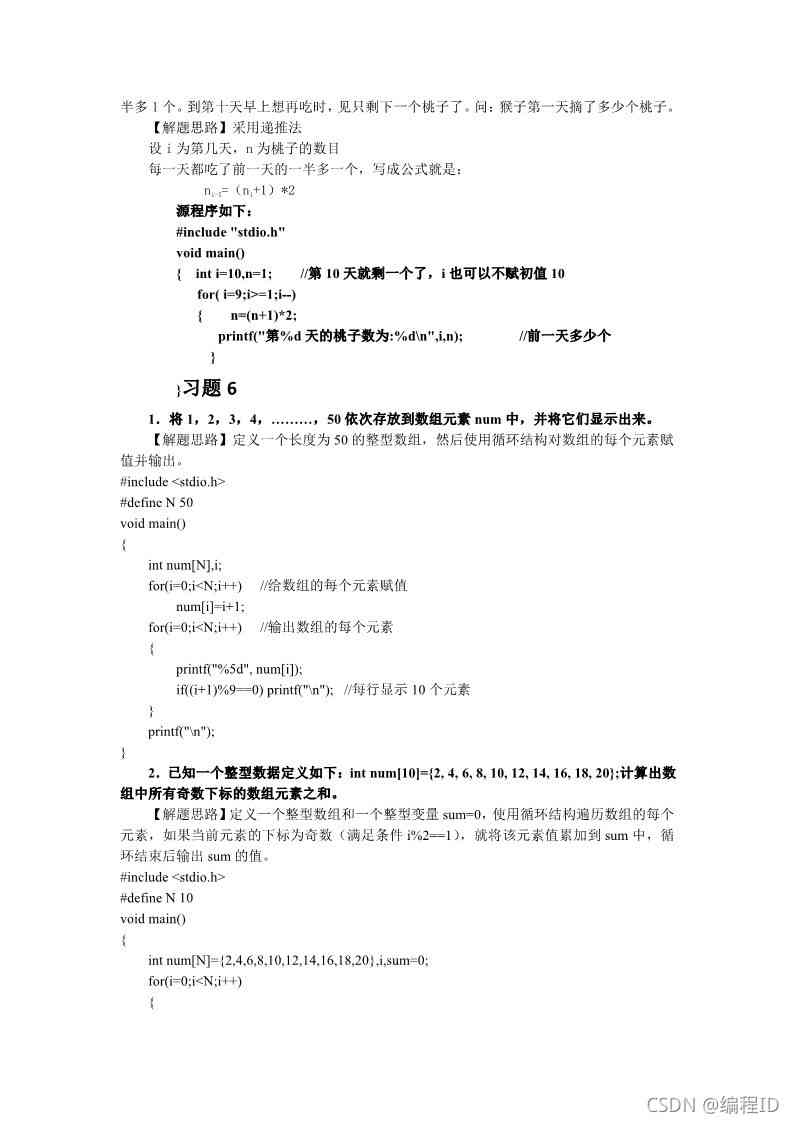 半多 1 个。到第十天早上想再吃时，见只剩下一个桃子了。问：猴子第一天摘了多少个桃子。
【解题思路】采用递推法
设 i 为第几天，n 为桃子的数目
每一天都吃了前一天的一半多一个，写成公式就是：
nᵢ₋₁=（nᵢ+1）*2
源程序如下：
#include "stdio.h"
void main()
{ int i=10,n=1; //第 10 天就剩一个了，i 也可以不赋初值 10
for( i=9;i>=1;i--)
{ n=(n+1)*2;
printf("第%d 天的桃子数为:%d\n",i,n); //前一天多少个
}
}习题 6
1．将 1，2，3，4，………，50 依次存放到数组元素 num 中，并将它们显示出来。
【解题思路】定义一个长度为 50 的整型数组，然后使用循环结构对数组的每个元素赋
值并输出。
#include <stdio.h>
#define N 50
void main()
{
int num[N],i;
for(i=0;i<N;i++) //给数组的每个元素赋值
num[i]=i+1;
for(i=0;i<N;i++) //输出数组的每个元素
{
printf("%5d", num[i]);
if((i+1)%9==0) printf("\n"); //每行显示 10 个元素
}
printf("\n");
}
2．已知一个整型数据定义如下：int num[10]={2, 4, 6, 8, 10, 12, 14, 16, 18, 20};计算出数
组中所有奇数下标的数组元素之和。
【解题思路】定义一个整型数组和一个整型变量 sum=0，使用循环结构遍历数组的每个
元素，如果当前元素的下标为奇数（满足条件 i%2==1），就将该元素值累加到 sum 中，循
环结束后输出 sum 的值。
#include <stdio.h>
#define N 10
void main()
{
int num[N]={2,4,6,8,10,12,14,16,18,20},i,sum=0;
for(i=0;i<N;i++)
{
CSDN @编程ID